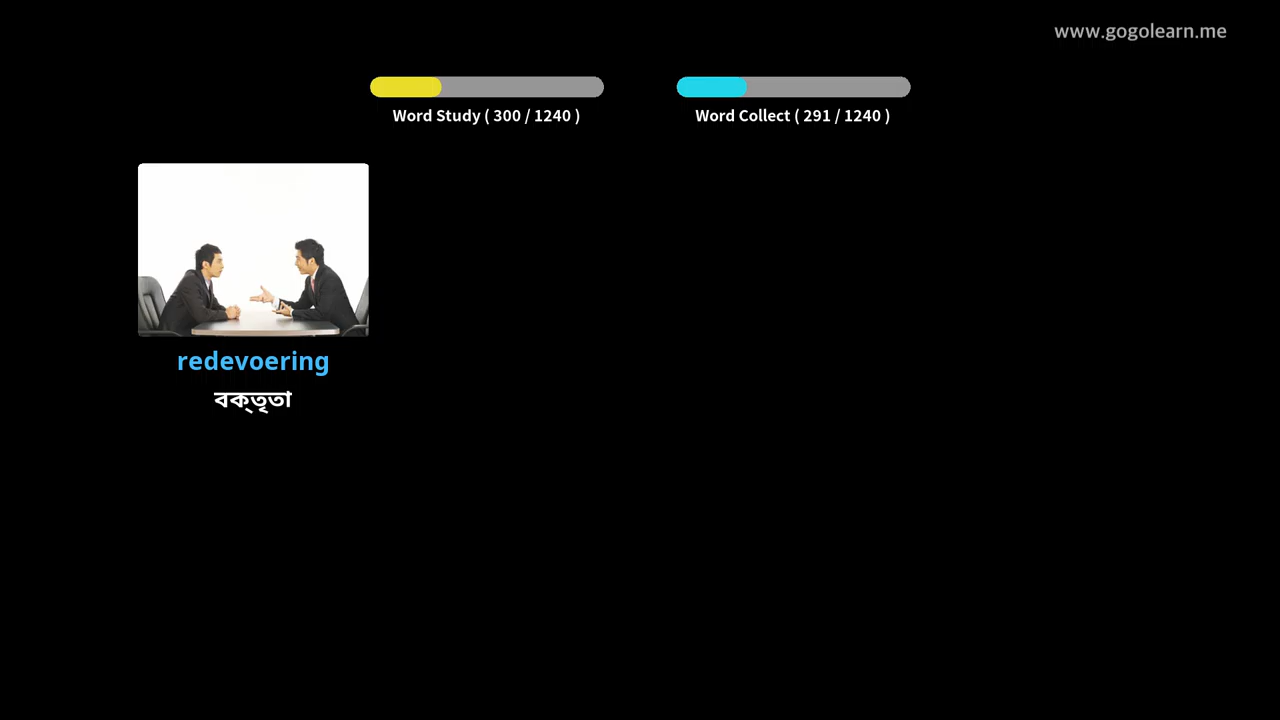 www.gogolearn.me
Word Study ( 300 / 1240 )
Word Collect ( 291 / 1240 )
redevoering
বক্তৃতা